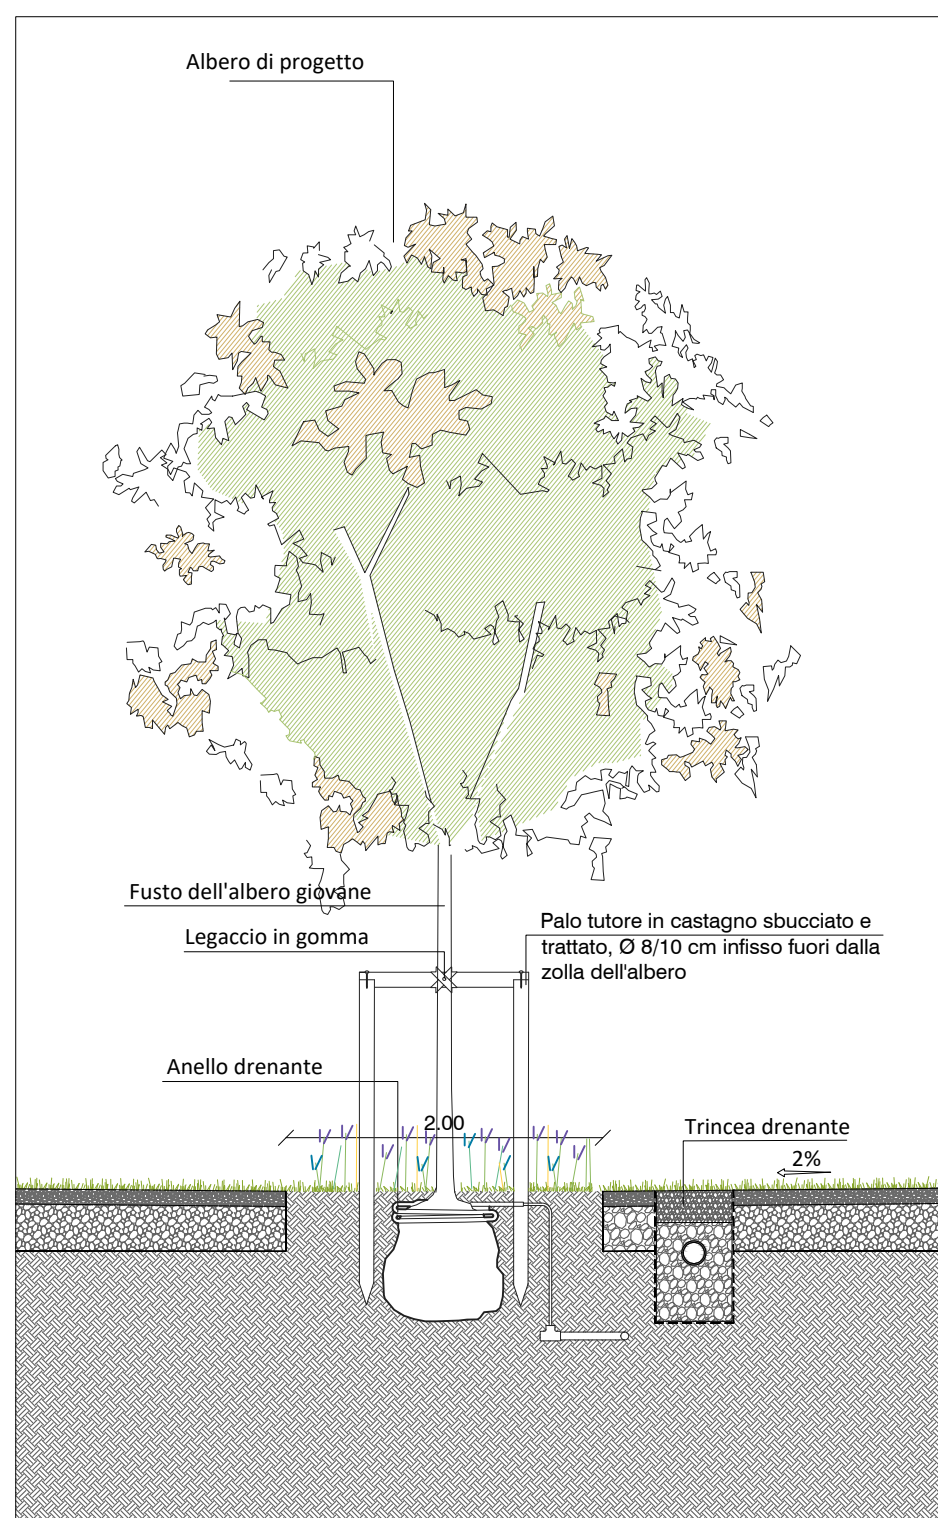 Albero di progetto
Fusto dell'albero giovane
Legaccio in gomma
Palo tutore in castagno sbucciato e
trattato, Ø 8/10 cm infisso fuori dalla
zolla dell'albero
Anello drenante
2.00
Trincea drenante
2%